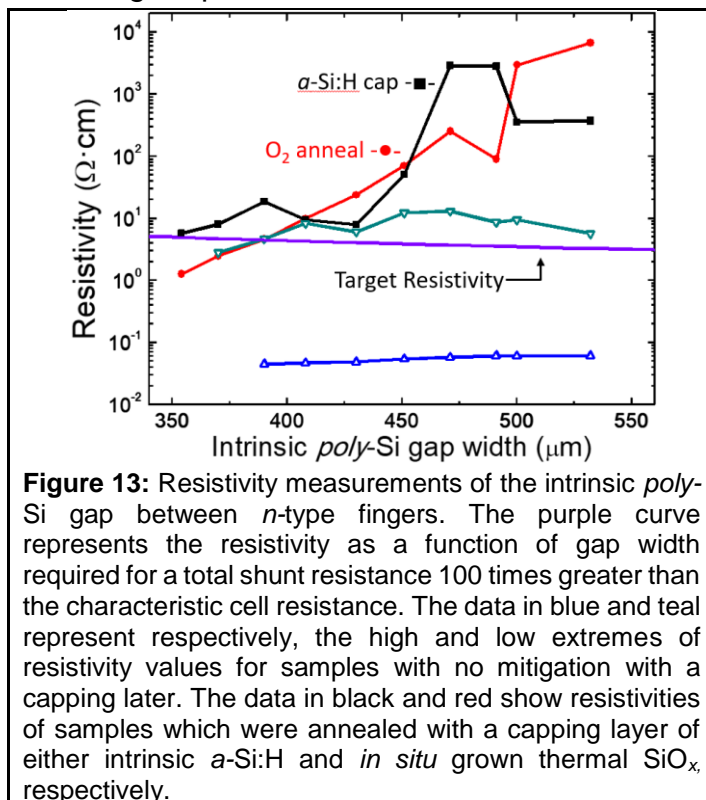 10⁴
a-Si:H cap -■-
10³
O₂ anneal -●-
10²
10¹
10⁰
Target Resistivity
10⁻¹
10⁻²
Resistivity (Ω·cm)
350 400 450 500 550
Intrinsic poly-Si gap width (μm)
Figure 13: Resistivity measurements of the intrinsic poly-
Si gap between n-type fingers. The purple curve
represents the resistivity as a function of gap width
required for a total shunt resistance 100 times greater than
the characteristic cell resistance. The data in blue and teal
represent respectively, the high and low extremes of
resistivity values for samples with no mitigation with a
capping later. The data in black and red show resistivities
of samples which were annealed with a capping layer of
either intrinsic a-Si:H and in situ grown thermal SiOₓ,
respectively.